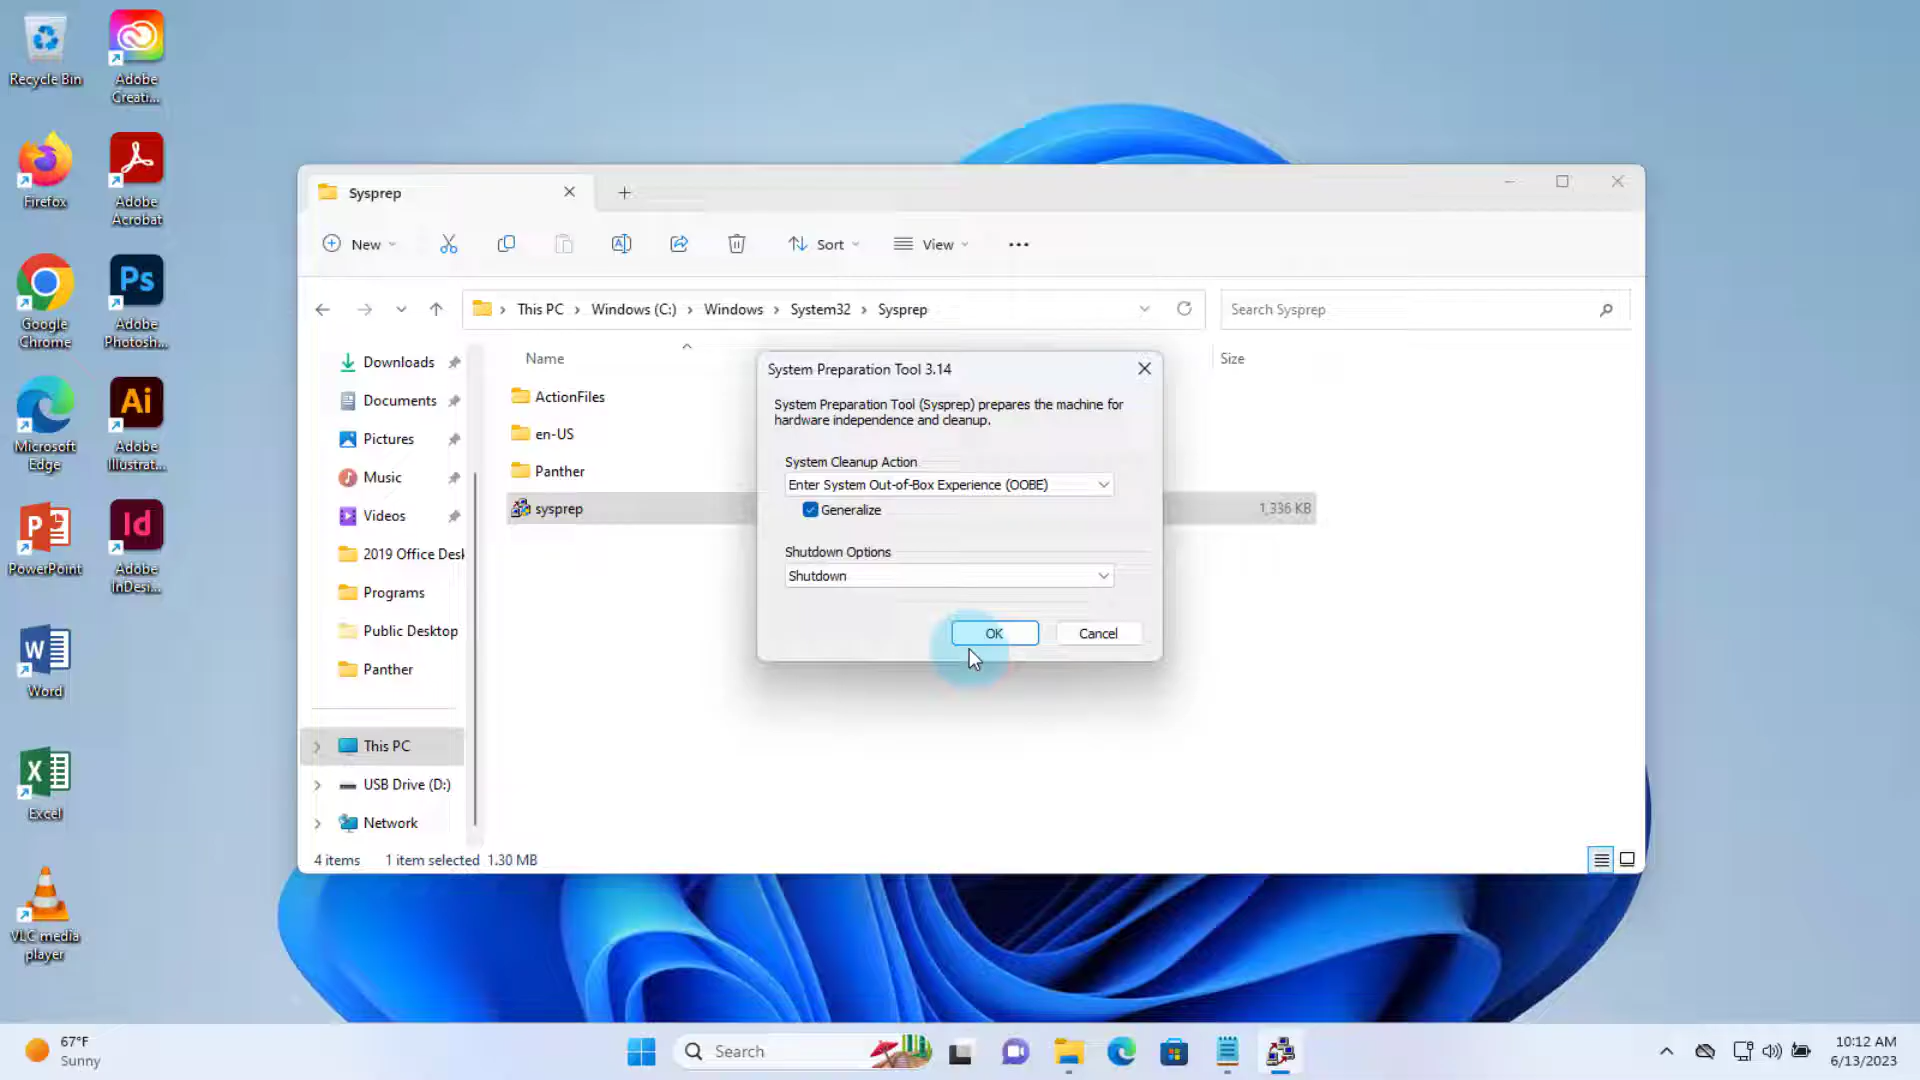 Recycle Bin
Adobe
Creati...
Firefox
Adobe
Acrobat
Google
Chrome
Ps
Adobe
Photosh...
Microsoft
Edge
Ai
Adobe
Illustrat...
PowerPoint
Id
Adobe
InDesi...
Word
Excel
VLC media
player
Sysprep
New
Sort
View
This PC
Windows (C:)
Windows
System32
Sysprep
Search Sysprep
Downloads
Documents
Pictures
Music
Videos
2019 Office Desk
Programs
Public Desktop
Panther
This PC
USB Drive (D:)
Network
Name
Size
ActionFiles
en-US
Panther
sysprep
1,336 KB
System Preparation Tool 3.14
System Preparation Tool (Sysprep) prepares the machine for
hardware independence and cleanup.
System Cleanup Action
Enter System Out-of-Box Experience (OOBE)
Generalize
Shutdown Options
Shutdown
OK
Cancel
4 items
1 item selected
1.30 MB
67°F
Sunny
Search
10:12 AM
6/13/2023